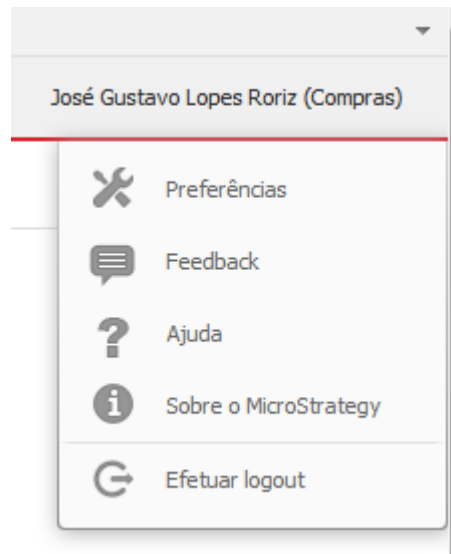 José Gustavo Lopes Roriz (Compras)
Preferências
Feedback
Ajuda
Sobre o MicroStrategy
Efetuar logout